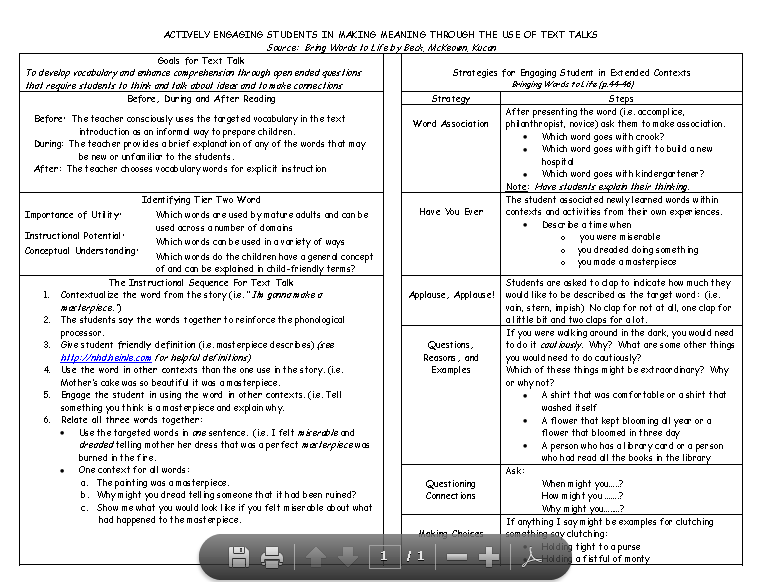 ACTIVELY ENGAGING STUDENTS IN MAKING MEANING THROUGH THE USE OF TEXT TALKS
Source: Bring Words to Life by Beck, McKeown, Kucan
Goals for Text Talk
To develop vocabulary and enhance comprehension through open ended questions
that require students to think and talk about ideas and to make connections
Before, During and After Reading
Before: The teacher consciously uses the targeted vocabulary in the text
introduction as an informal way to prepare children.
During: The teacher provides a brief explanation of any of the words that may
be new or unfamiliar to the students.
After: The teacher chooses vocabulary words for explicit instruction
Identifying Tier Two Word
Importance of Utility: Which words are used by mature adults and can be
used across a number of domains
Instructional Potential: Which words can be used in a variety of ways
Conceptual Understanding: Which words do the children have a general concept
of and can be explained in child-friendly terms?
The Instructional Sequence For Text Talk
1. Contextualize the word from the story (i.e." Im gonna make a
masterpiece.")
2. The students say the words together to reinforce the phonological
processor.
3. Give student friendly definition (i.e. masterpiece describes) (see
http://nhd.heinle.com for helpful definitions)
4. Use the word in other contexts than the one use in the story. (i.e.
Mother's cake was so beautiful it was a masterpiece.
5. Engage the student in using the word in other contexts. (i.e. Tell
something you think is a masterpiece and explain why.
6. Relate all three words together:
• Use the targeted words in one sentence. (i.e. I felt miserable and
dreaded telling mother her dress that was a perfect masterpiece was
burned in the fire.
• One context for all words:
a. The painting was a masterpiece.
b. Why might you dread telling someone that it had been ruined?
c. Show me what you would look like if you felt miserable about what
had happened to the masterpiece.
Strategies for Engaging Student in Extended Contexts
Bringing Words to Life (p.44-46)
Strategy Steps
Word Association
After presenting the word (i.e. accomplice,
philanthropist, novice) ask them to make association.
• Which word goes with crook?
• Which word goes with gift to build a new
hospital
• Which word goes with kindergartener?
Note: Have students explain their thinking.
Have You Ever
The student associated newly learned words within
contexts and activities from their own experiences.
• Describe a time when
o you were miserable
o you dreaded doing something
o you made a masterpiece
Applause, Applause!
Students are asked to clap to indicate how much they
would like to be described as the target word: (i.e.
vain, stern, impish) No clap for not at all, one clap for
a little bit and two claps for a lot.
Questions,
Reasons, and
Examples
If you were walking around in the dark, you would need
to do it cautiously. Why? What are some other things
you would need to do cautiously?
Which of these things might be extraordinary? Why
or why not?
• A shirt that was comfortable or a shirt that
washed itself
• A flower that kept blooming all year or a
flower that bloomed in three day
• A person who has a library card or a person
who had read all the books in the library
Questioning
Connections
Ask:
When might you.....?
How might you .......?
Why might you........?
Making Choices
If anything I say might be examples for clutching
something say clutching:
Holding tight to a purse
Holding a fistful of monty
1 / 1